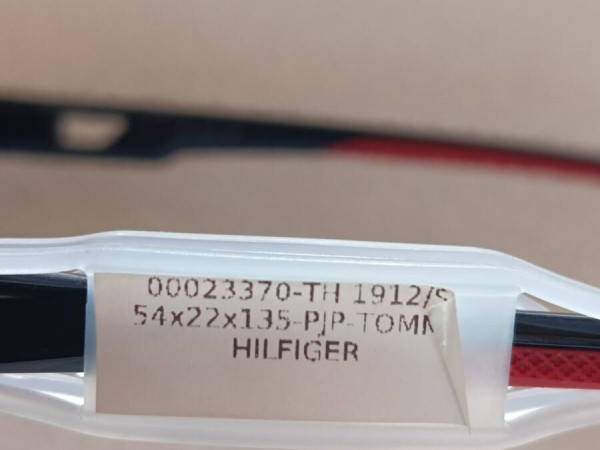 00023370-TH 1912/S
54x22x135-PJP-TOMM
HILFIGER